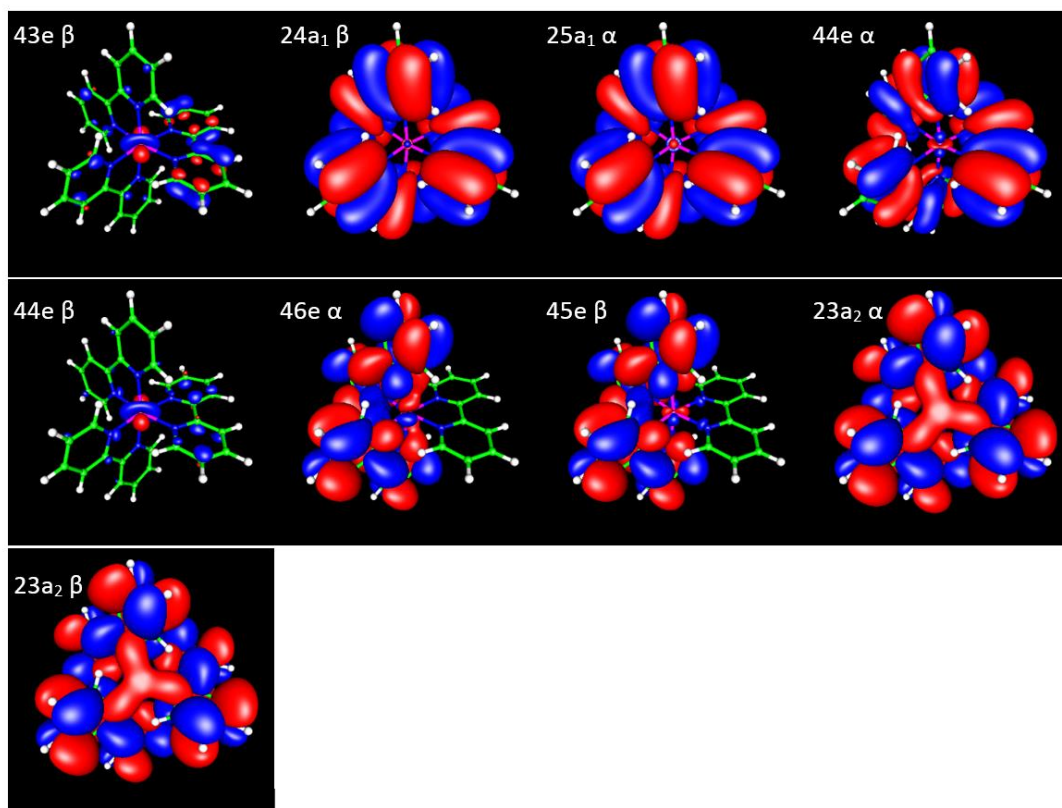 43e β
24a₁ β
25a₁ α
44e α
44e β
46e α
45e β
23a₂ α
23a₂ β